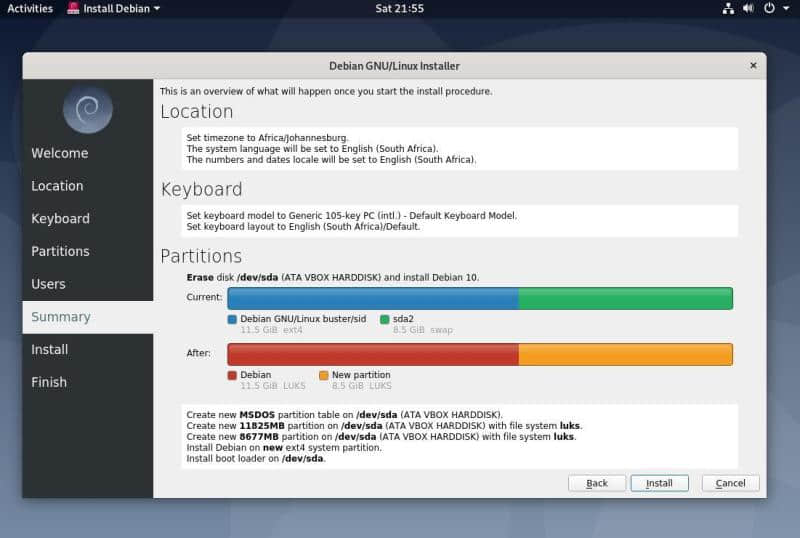 Activities Install Debian Sat 21:55
Debian GNU/Linux Installer
This is an overview of what will happen once you start the install procedure.
Location
Set timezone to Africa/Johannesburg.
The system language will be set to English (South Africa).
The numbers and dates locale will be set to English (South Africa).
Welcome
Location
Keyboard
Partitions
Users
Summary
Install
Finish
Keyboard
Set keyboard model to Generic 105-key PC (intl.) - Default Keyboard Model.
Set keyboard layout to English (South Africa)/Default.
Partitions
Erase disk /dev/sda (ATA VBOX HARDDISK) and install Debian 10.
Current:
Debian GNU/Linux buster/sid sda2
11.5 GiB ext4 8.5 GiB swap
After:
Debian New partition
11.5 GiB LUKS 8.5 GiB LUKS
Create new MSDOS partition table on /dev/sda (ATA VBOX HARDDISK).
Create new 11825MB partition on /dev/sda (ATA VBOX HARDDISK) with file system luks.
Create new 8677MB partition on /dev/sda (ATA VBOX HARDDISK) with file system luks.
Install Debian on new ext4 system partition.
Install boot loader on /dev/sda.
Back Install Cancel